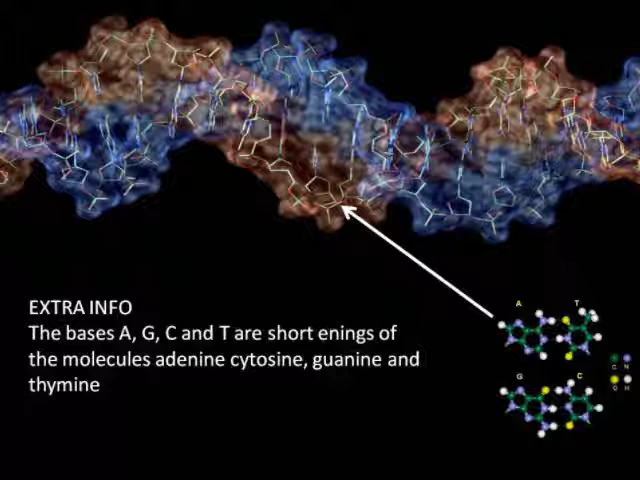 EXTRA INFO
The bases A, G, C and T are short enings of
the molecules adenine cytosine, guanine and
thymine
A T
G C
C N
O H